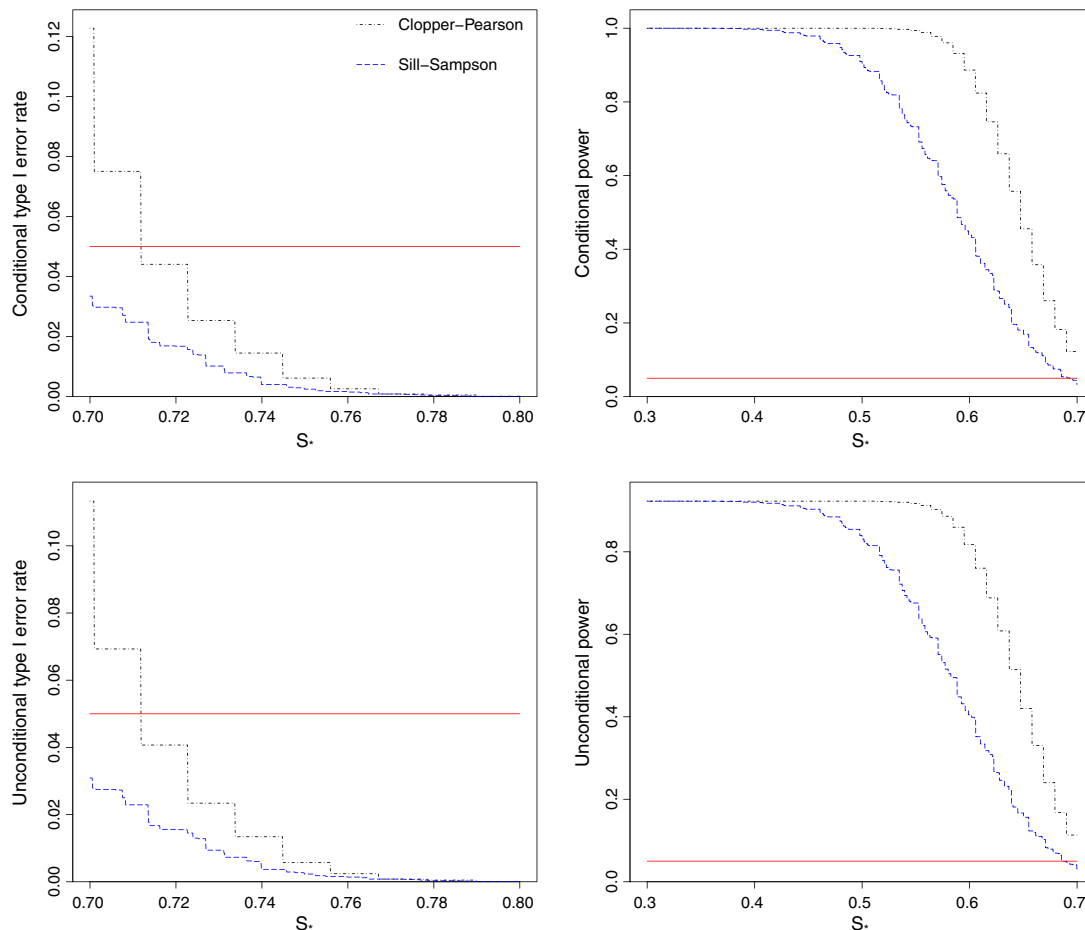 Clopper−Pearson
Sill−Sampson
Conditional type I error rate
0.00 0.02 0.04 0.06 0.08 0.10 0.12
0.70 0.72 0.74 0.76 0.78 0.80
S*
Conditional power
0.0 0.2 0.4 0.6 0.8 1.0
0.3 0.4 0.5 0.6 0.7
S*
Unconditional type I error rate
0.00 0.02 0.04 0.06 0.08 0.10
0.70 0.72 0.74 0.76 0.78 0.80
S*
Unconditional power
0.0 0.2 0.4 0.6 0.8
0.3 0.4 0.5 0.6 0.7
S*